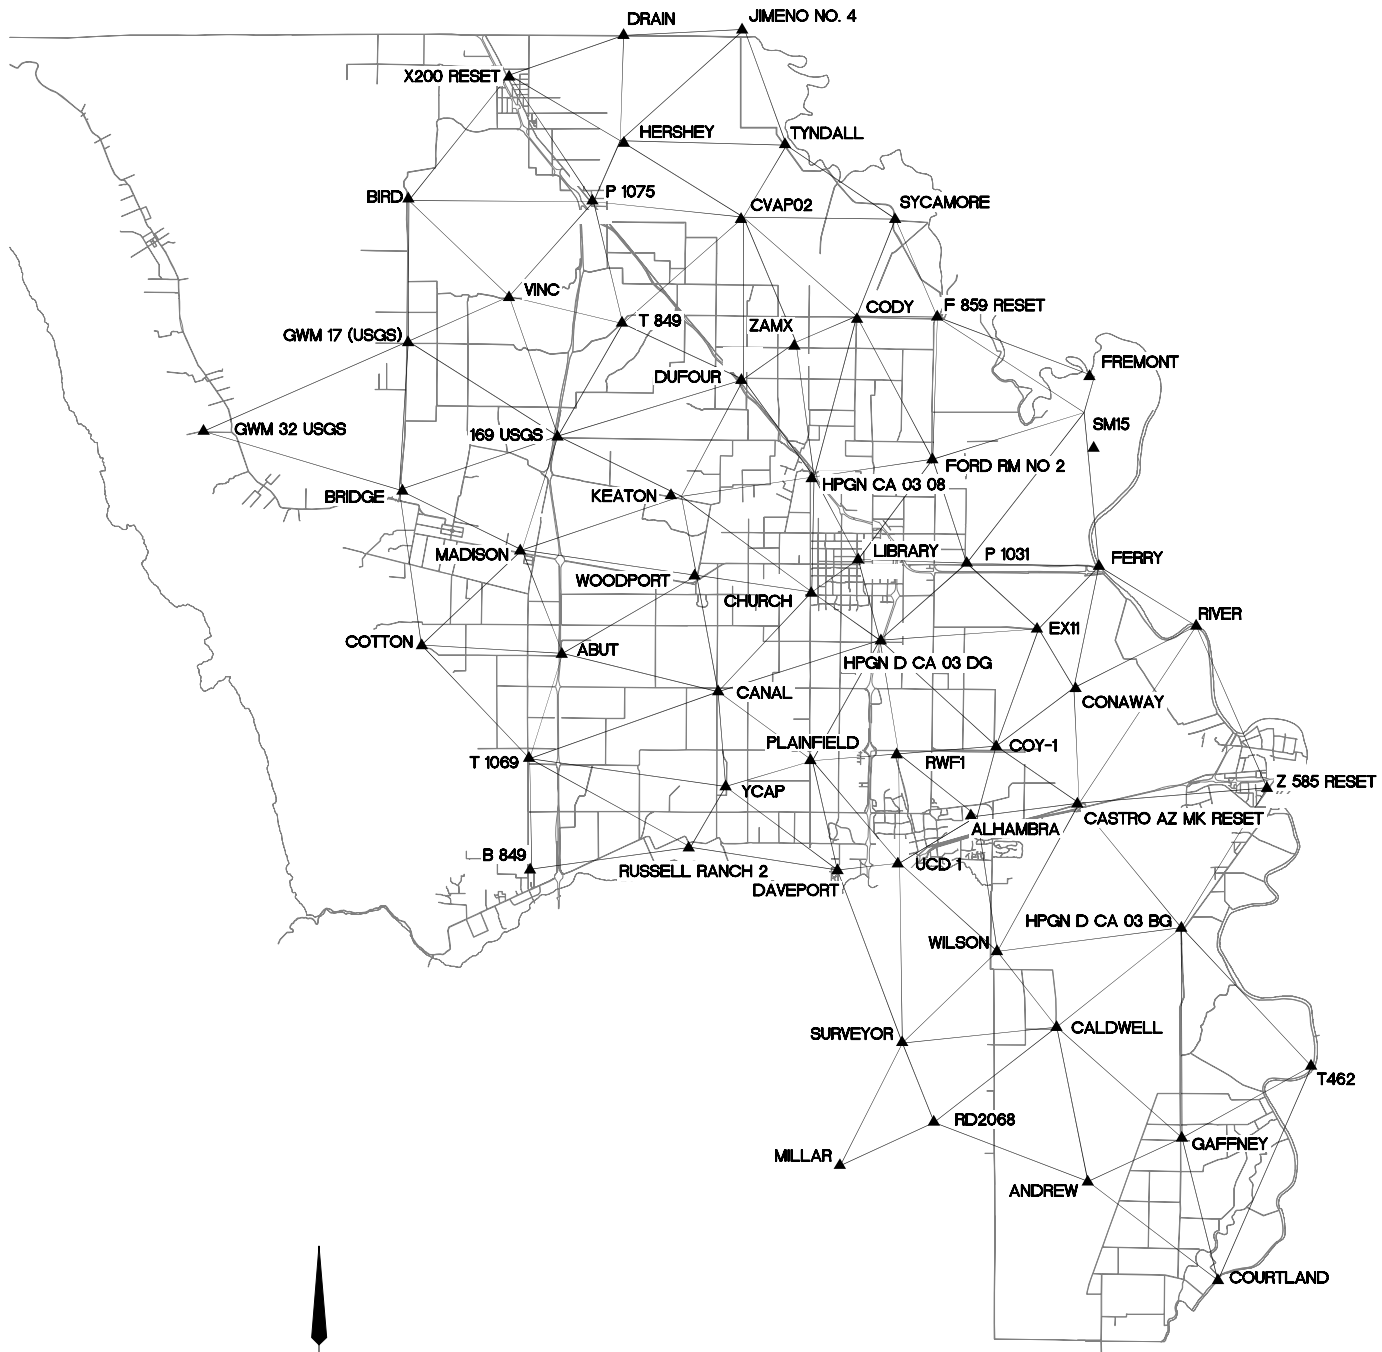 JIMENO NO. 4
DRAIN
X200 RESET
HERSHEY
TYNDALL
BIRD
P 1075
CVAP02
SYCAMORE
VINC
F 859 RESET
CODY
T 849
ZAMX
GWM 17 (USGS)
FREMONT
DUFOUR
SM15
GWM 32 USGS
169 USGS
FORD RM NO 2
HPGN CA 03 08
KEATON
BRIDGE
LIBRARY
P 1031
MADISON
FERRY
WOODPORT
CHURCH
RIVER
EX11
COTTON
ABUT
HPGN D CA 03 DG
CANAL
CONAWAY
PLAINFIELD
COY-1
T 1069
RWF1
Z 585 RESET
YCAP
CASTRO AZ MK RESET
ALHAMBRA
B 849
RUSSELL RANCH 2
UCD 1
DAVEPORT
HPGN D CA 03 BG
WILSON
CALDWELL
SURVEYOR
T462
RD2068
GAFFNEY
MILLAR
ANDREW
COURTLAND